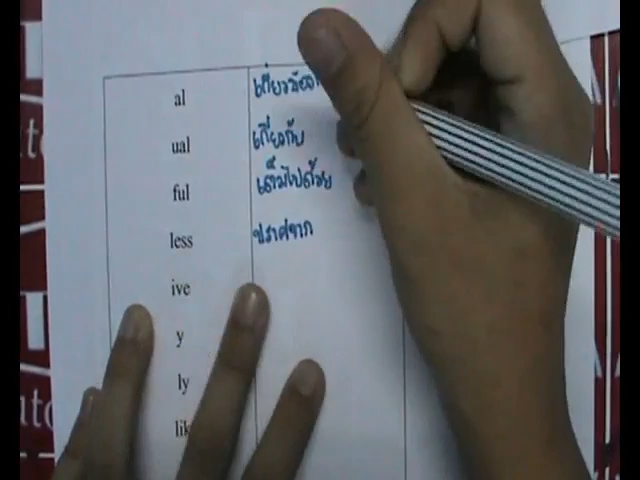 al
ual เกี่ยวกับ
ful เต็มไปด้วย
less ปราศจาก
ive
y
ly